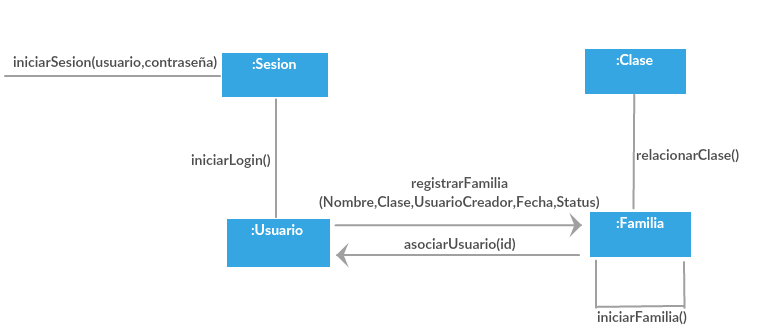 iniciarSesion(usuario,contraseña)
:Sesion
:Clase
iniciarLogin()
relacionarClase()
registrarFamilia
(Nombre,Clase,UsuarioCreador,Fecha,Status)
:Usuario
:Familia
asociarUsuario(id)
iniciarFamilia()